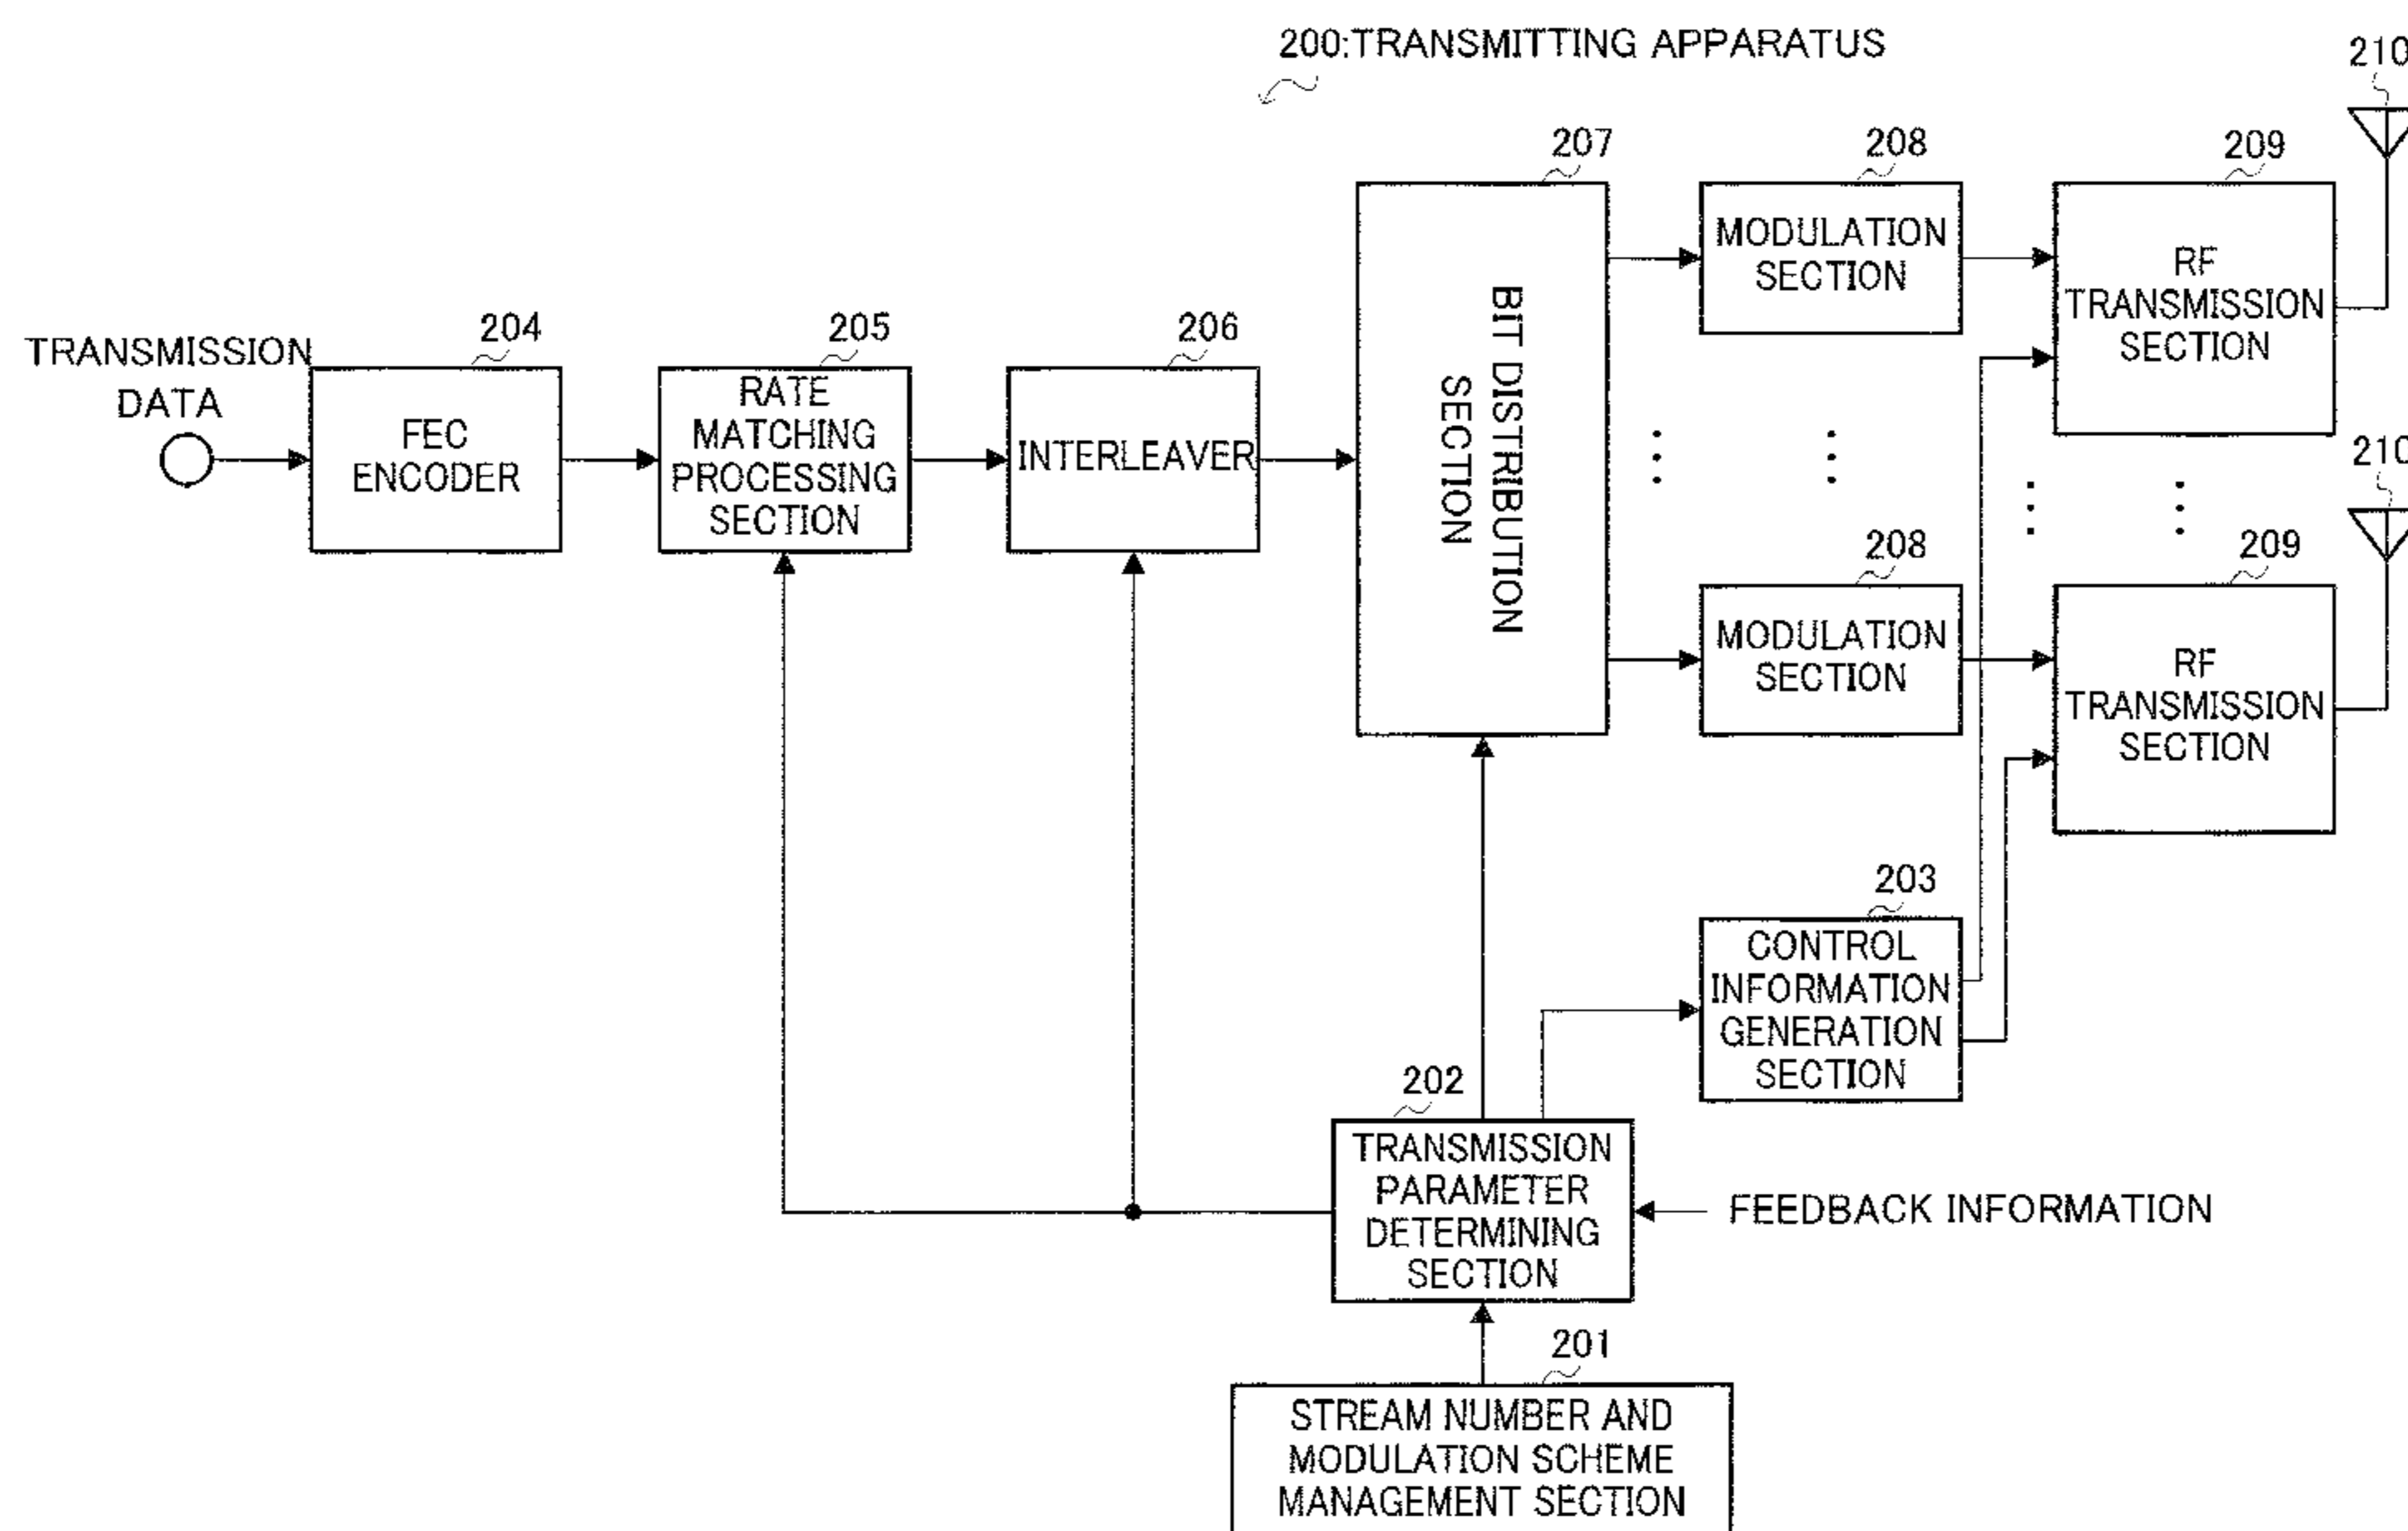 200:TRANSMITTING APPARATUS
210
207
208
209
MODULATION
SECTION
RF
TRANSMISSION
SECTION
BIT DISTRIBUTION
SECTION
TRANSMISSION
DATA
204
205
206
FEC
ENCODER
RATE
MATCHING
PROCESSING
SECTION
INTERLEAVER
210
208
209
MODULATION
SECTION
RF
TRANSMISSION
SECTION
203
CONTROL
INFORMATION
GENERATION
SECTION
202
TRANSMISSION
PARAMETER
DETERMINING
SECTION
FEEDBACK INFORMATION
201
STREAM NUMBER AND
MODULATION SCHEME
MANAGEMENT SECTION